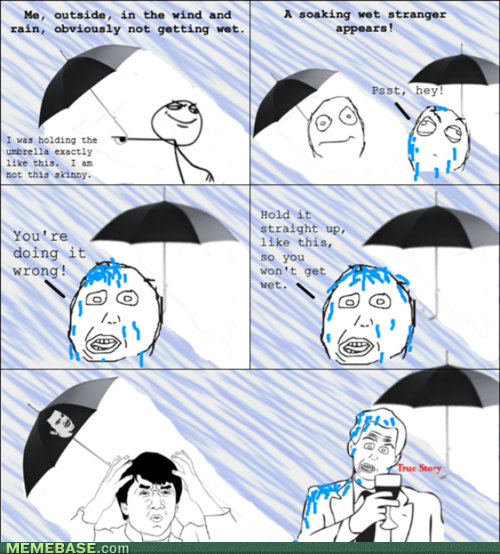 Me, outside, in the wind and
rain, obviously not getting wet.
I was holding the
umbrella exactly
like this. I am
not this skinny.
A soaking wet stranger
appears!
Psst, hey!
You're
doing it
wrong!
Hold it
straight up,
like this,
so you
won't get
wet.
True Story
MEMEBASE.com